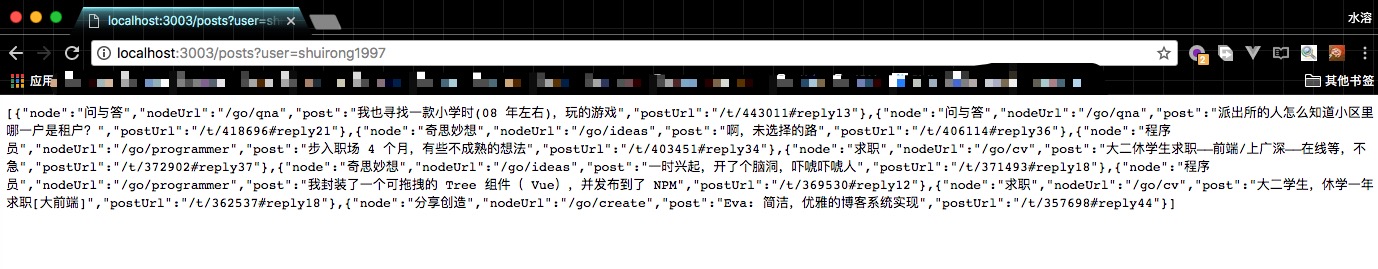 localhost:3003/posts?user=sh
水溶
localhost:3003/posts?user=shuirong1997
2
应用
其他书签
[{"node":"问与答","nodeUrl":"/go/qna","post":"我也寻找一款小学时(08 年左右)，玩的游戏","postUrl":"/t/443011#reply13"},{"node":"问与答","nodeUrl":"/go/qna","post":"派出所的人怎么知道小区里
哪一户是租户？","postUrl":"/t/418696#reply21"},{"node":"奇思妙想","nodeUrl":"/go/ideas","post":"啊，未选择的路","postUrl":"/t/406114#reply36"},{"node":"程序
员","nodeUrl":"/go/programmer","post":"步入职场 4 个月，有些不成熟的想法","postUrl":"/t/403451#reply34"},{"node":"求职","nodeUrl":"/go/cv","post":"大二休学生求职——前端/上广深——在线等，不
急","postUrl":"/t/372902#reply37"},{"node":"奇思妙想","nodeUrl":"/go/ideas","post":"一时兴起，开了个脑洞，吓唬吓唬人","postUrl":"/t/371493#reply18"},{"node":"程序
员","nodeUrl":"/go/programmer","post":"我封装了一个可拖拽的 Tree 组件（ Vue），并发布到了 NPM","postUrl":"/t/369530#reply12"},{"node":"求职","nodeUrl":"/go/cv","post":"大二学生，休学一年
求职[大前端]","postUrl":"/t/362537#reply18"},{"node":"分享创造","nodeUrl":"/go/create","post":"Eva: 简洁，优雅的博客系统实现","postUrl":"/t/357698#reply44"}]